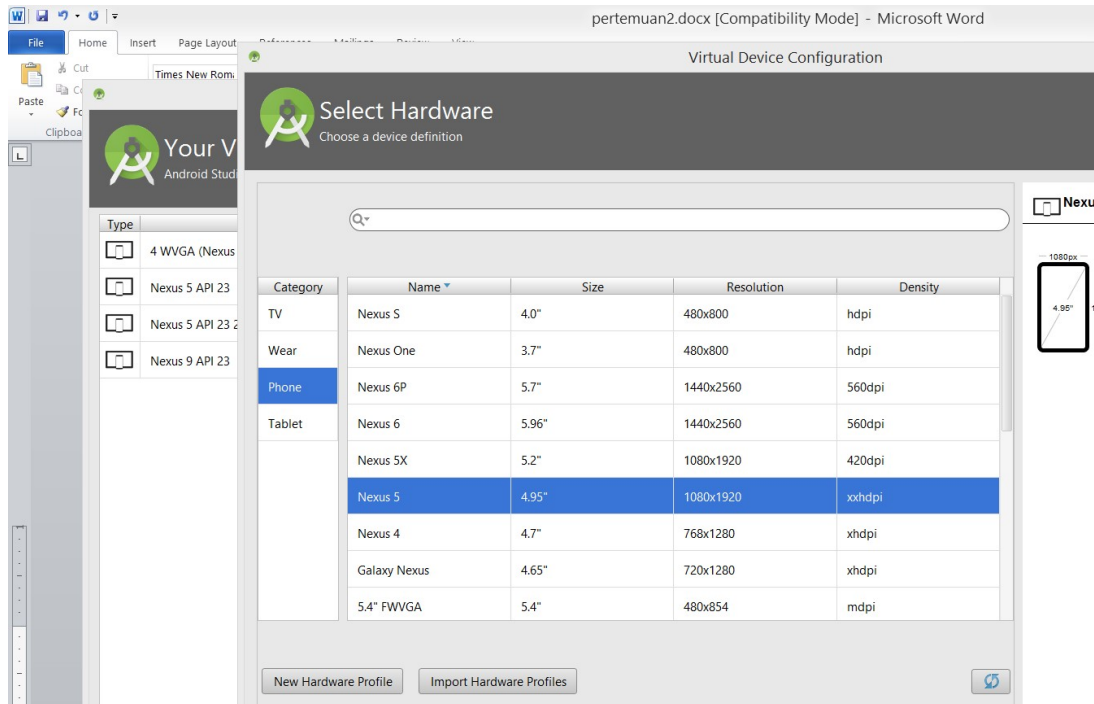 pertemuan2.docx [Compatibility Mode] - Microsoft Word
File Home Insert Page Layout
Cut
Times New Rom
Paste
Clipboa
Virtual Device Configuration
Your V
Android Studi
Select Hardware
Choose a device definition
Type
4 WVGA (Nexus
Nexus 5 API 23
Nexus 5 API 23 2
Nexus 9 API 23
Category Name Size Resolution Density
TV Nexus S 4.0" 480x800 hdpi
Wear Nexus One 3.7" 480x800 hdpi
Phone Nexus 6P 5.7" 1440x2560 560dpi
Tablet Nexus 6 5.96" 1440x2560 560dpi
Nexus 5X 5.2" 1080x1920 420dpi
Nexus 5 4.95" 1080x1920 xxhdpi
Nexus 4 4.7" 768x1280 xhdpi
Galaxy Nexus 4.65" 720x1280 xhdpi
5.4" FWVGA 5.4" 480x854 mdpi
New Hardware Profile Import Hardware Profiles
Nexu
1080px
4.95"